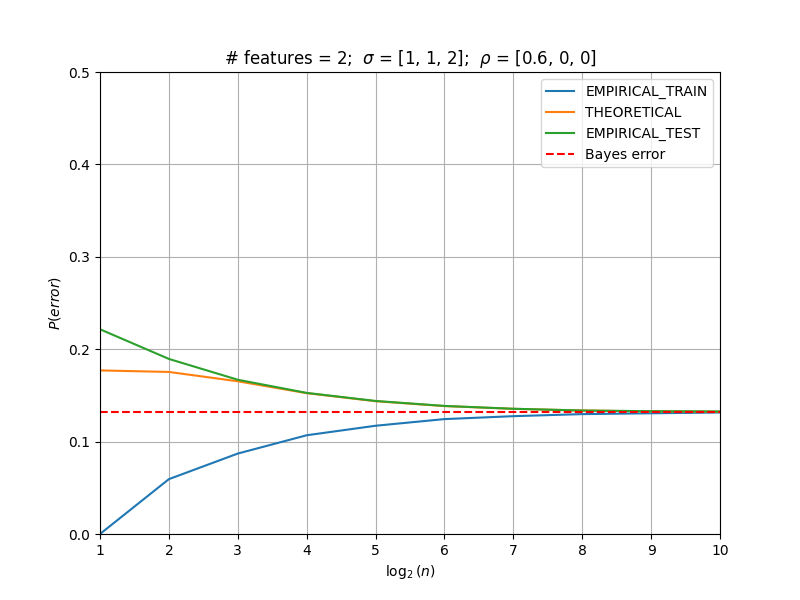 # features = 2;  σ = [1, 1, 2];  ρ = [0.6, 0, 0]
EMPIRICAL_TRAIN
THEORETICAL
EMPIRICAL_TEST
Bayes error
0.5
0.4
0.3
0.2
0.1
0.0
P(error)
1 2 3 4 5 6 7 8 9 10
log₂(n)